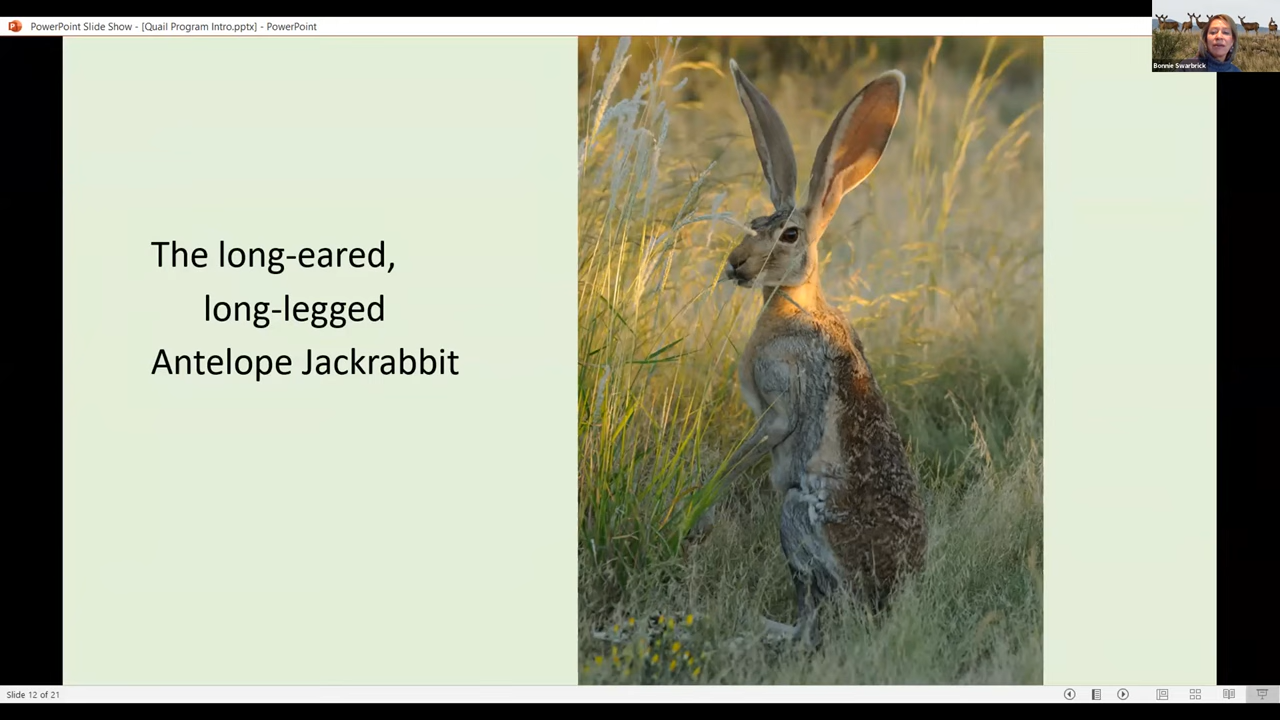 PowerPoint Slide Show - [Quail Program Intro.pptx] - PowerPoint
Bonnie Swarbrick
The long-eared,
long-legged
Antelope Jackrabbit
Slide 12 of 21